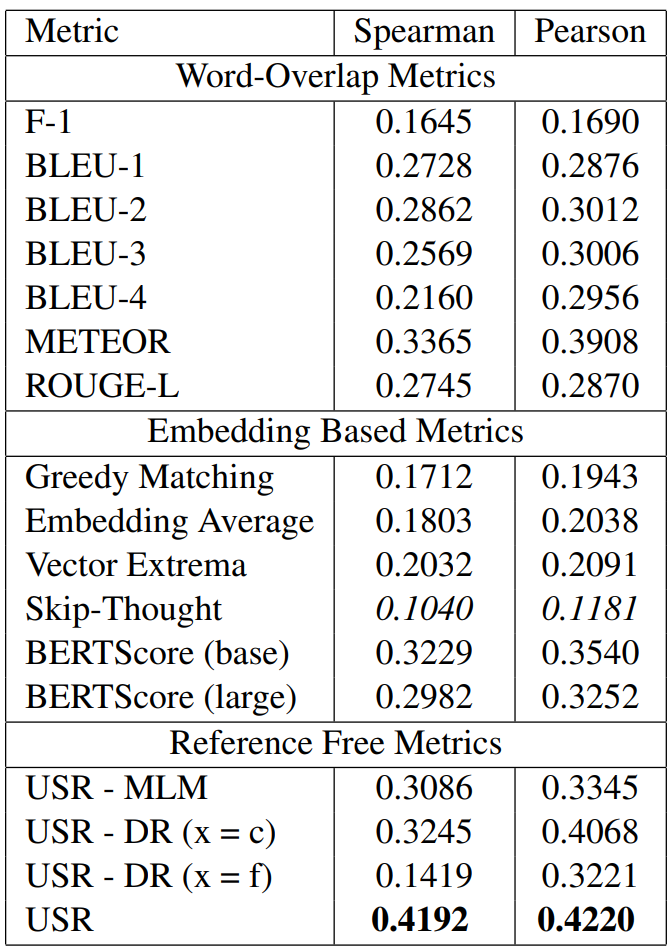 Metric Spearman Pearson
Word-Overlap Metrics
F-1 0.1645 0.1690
BLEU-1 0.2728 0.2876
BLEU-2 0.2862 0.3012
BLEU-3 0.2569 0.3006
BLEU-4 0.2160 0.2956
METEOR 0.3365 0.3908
ROUGE-L 0.2745 0.2870
Embedding Based Metrics
Greedy Matching 0.1712 0.1943
Embedding Average 0.1803 0.2038
Vector Extrema 0.2032 0.2091
Skip-Thought 0.1040 0.1181
BERTScore (base) 0.3229 0.3540
BERTScore (large) 0.2982 0.3252
Reference Free Metrics
USR - MLM 0.3086 0.3345
USR - DR (x = c) 0.3245 0.4068
USR - DR (x = f) 0.1419 0.3221
USR 0.4192 0.4220